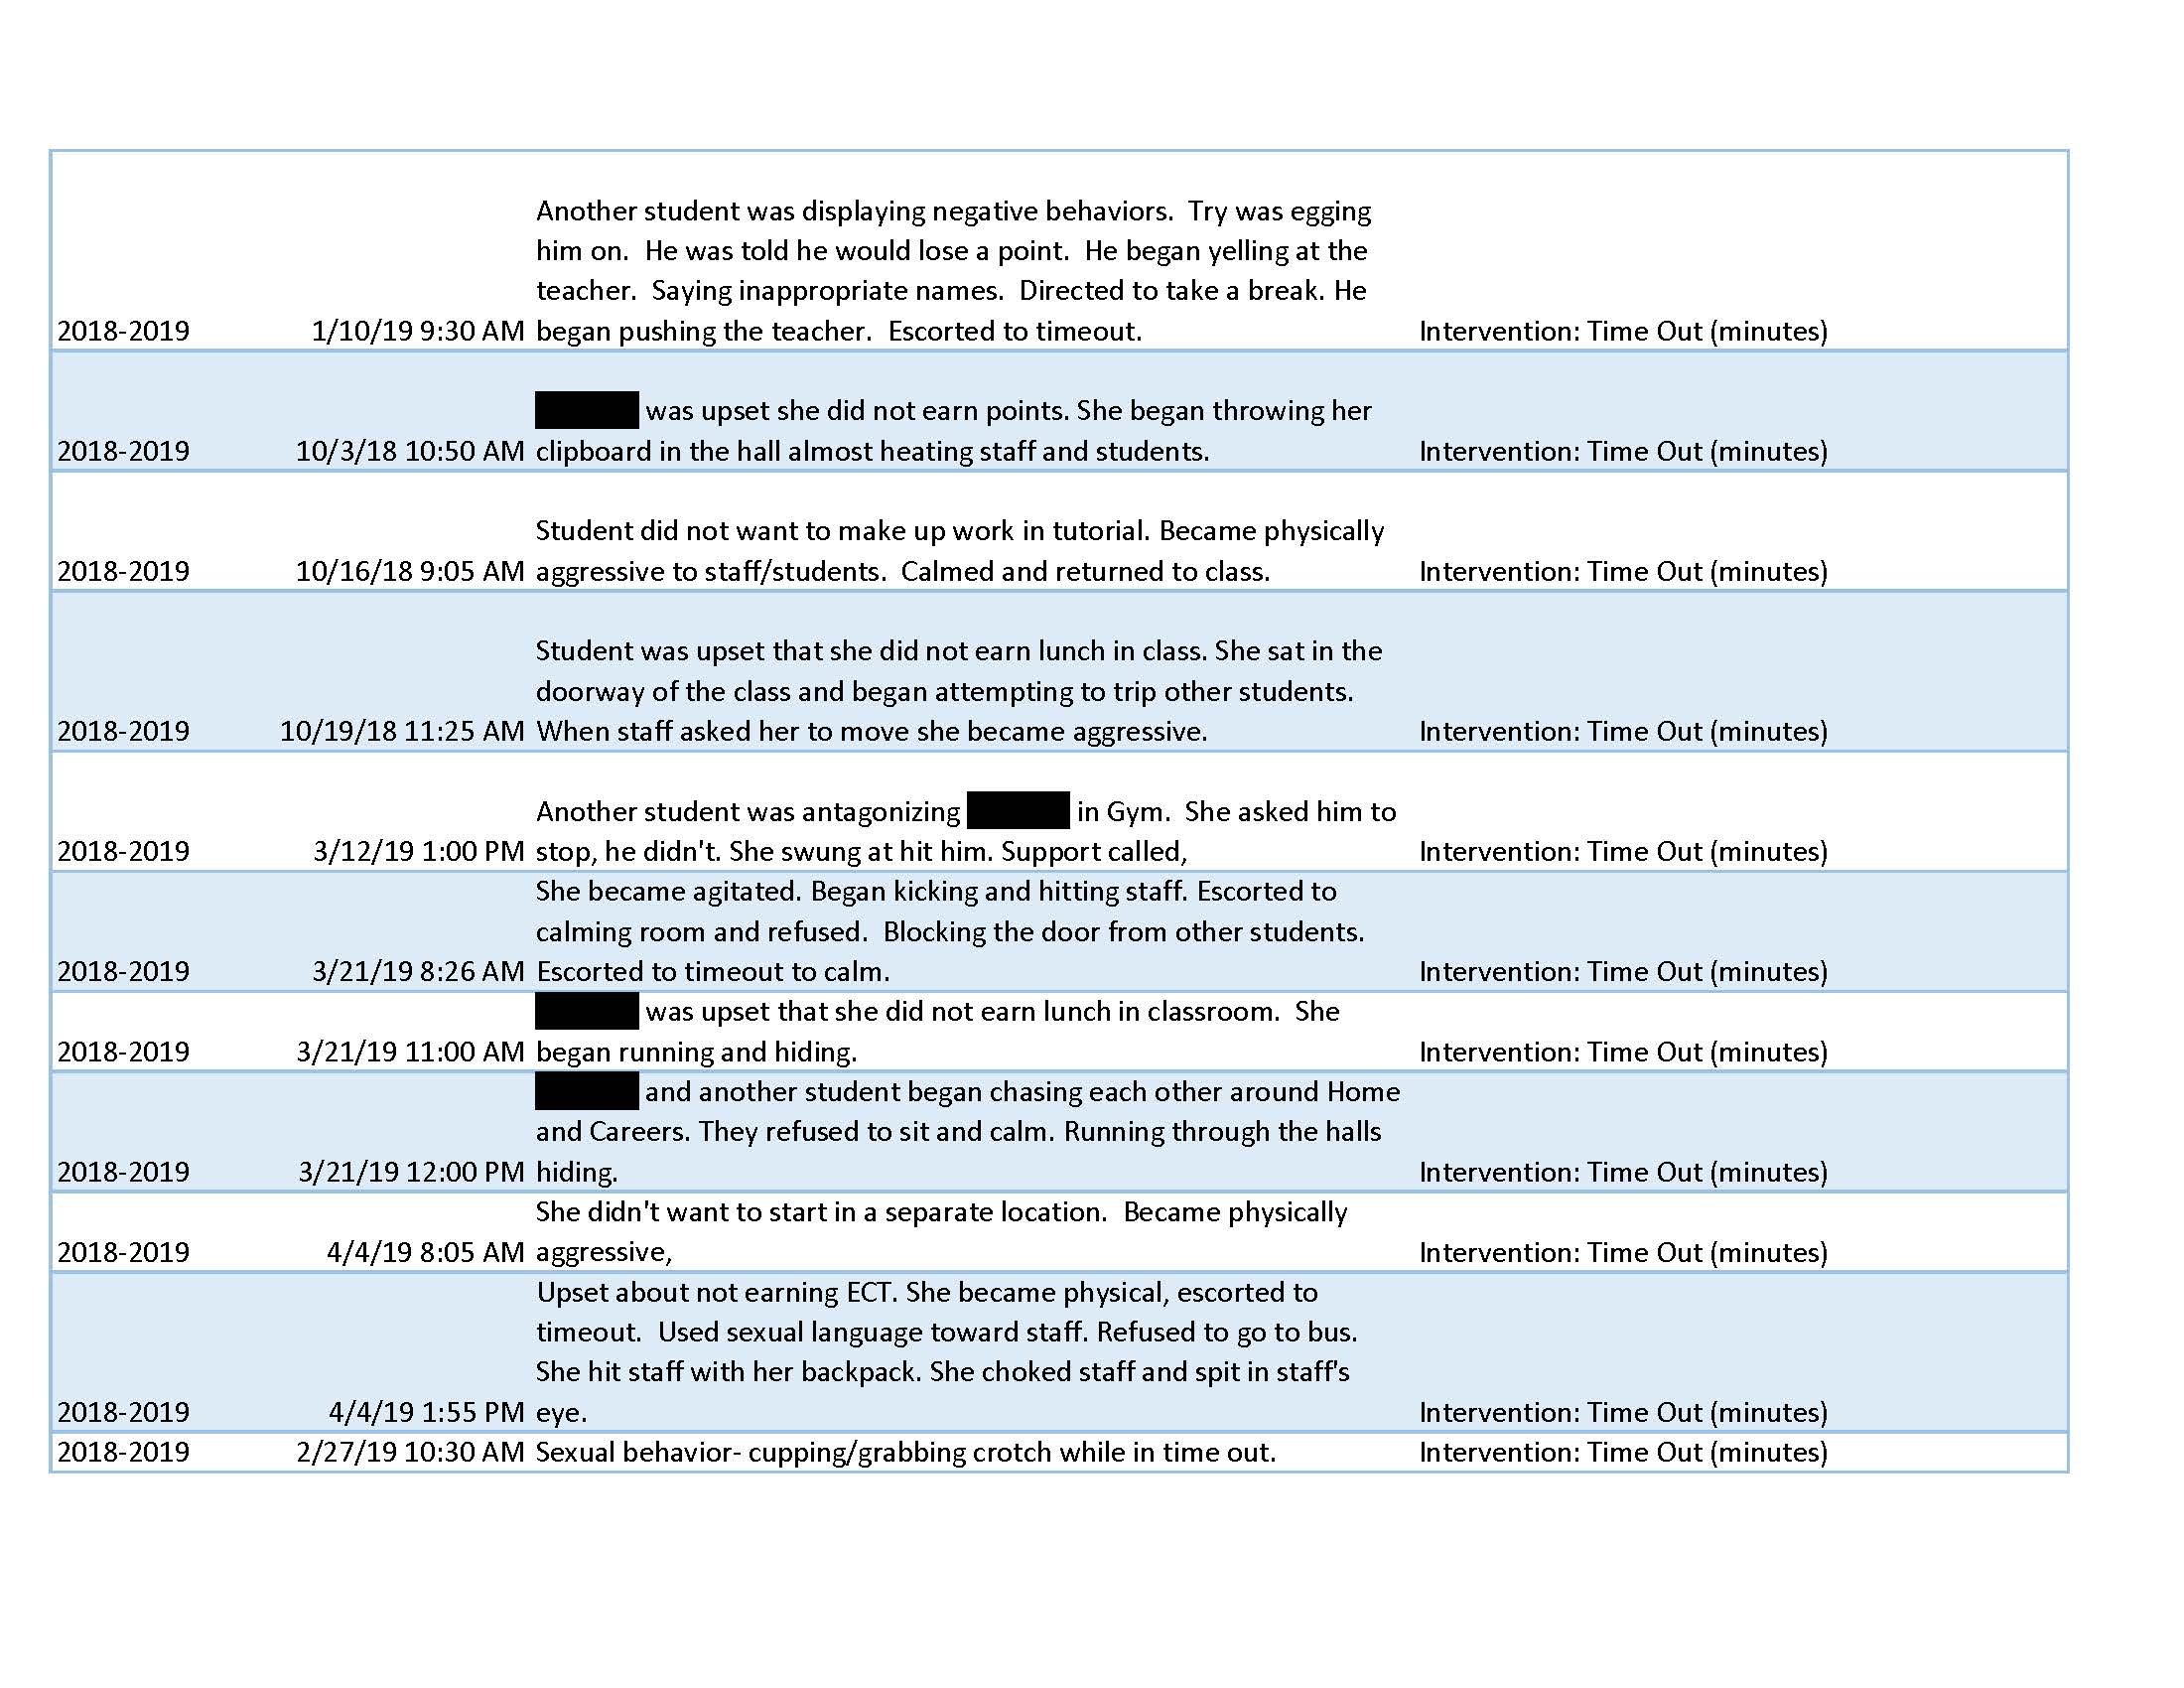 Another student was displaying negative behaviors.  Try was egging
him on.  He was told he would lose a point.  He began yelling at the
teacher.  Saying inappropriate names.  Directed to take a break. He
2018-2019 1/10/19 9:30 AM began pushing the teacher.  Escorted to timeout. Intervention: Time Out (minutes)
was upset she did not earn points. She began throwing her
2018-2019 10/3/18 10:50 AM clipboard in the hall almost heating staff and students. Intervention: Time Out (minutes)
Student did not want to make up work in tutorial. Became physically
2018-2019 10/16/18 9:05 AM aggressive to staff/students.  Calmed and returned to class. Intervention: Time Out (minutes)
Student was upset that she did not earn lunch in class. She sat in the
doorway of the class and began attempting to trip other students.
2018-2019 10/19/18 11:25 AM When staff asked her to move she became aggressive. Intervention: Time Out (minutes)
Another student was antagonizing in Gym.  She asked him to
2018-2019 3/12/19 1:00 PM stop, he didn't. She swung at hit him. Support called, Intervention: Time Out (minutes)
She became agitated. Began kicking and hitting staff. Escorted to
calming room and refused.  Blocking the door from other students.
2018-2019 3/21/19 8:26 AM Escorted to timeout to calm. Intervention: Time Out (minutes)
was upset that she did not earn lunch in classroom.  She
2018-2019 3/21/19 11:00 AM began running and hiding. Intervention: Time Out (minutes)
and another student began chasing each other around Home
and Careers. They refused to sit and calm. Running through the halls
2018-2019 3/21/19 12:00 PM hiding. Intervention: Time Out (minutes)
She didn't want to start in a separate location.  Became physically
2018-2019 4/4/19 8:05 AM aggressive, Intervention: Time Out (minutes)
Upset about not earning ECT. She became physical, escorted to
timeout.  Used sexual language toward staff. Refused to go to bus.
She hit staff with her backpack. She choked staff and spit in staff's
2018-2019 4/4/19 1:55 PM eye. Intervention: Time Out (minutes)
2018-2019 2/27/19 10:30 AM Sexual behavior- cupping/grabbing crotch while in time out. Intervention: Time Out (minutes)